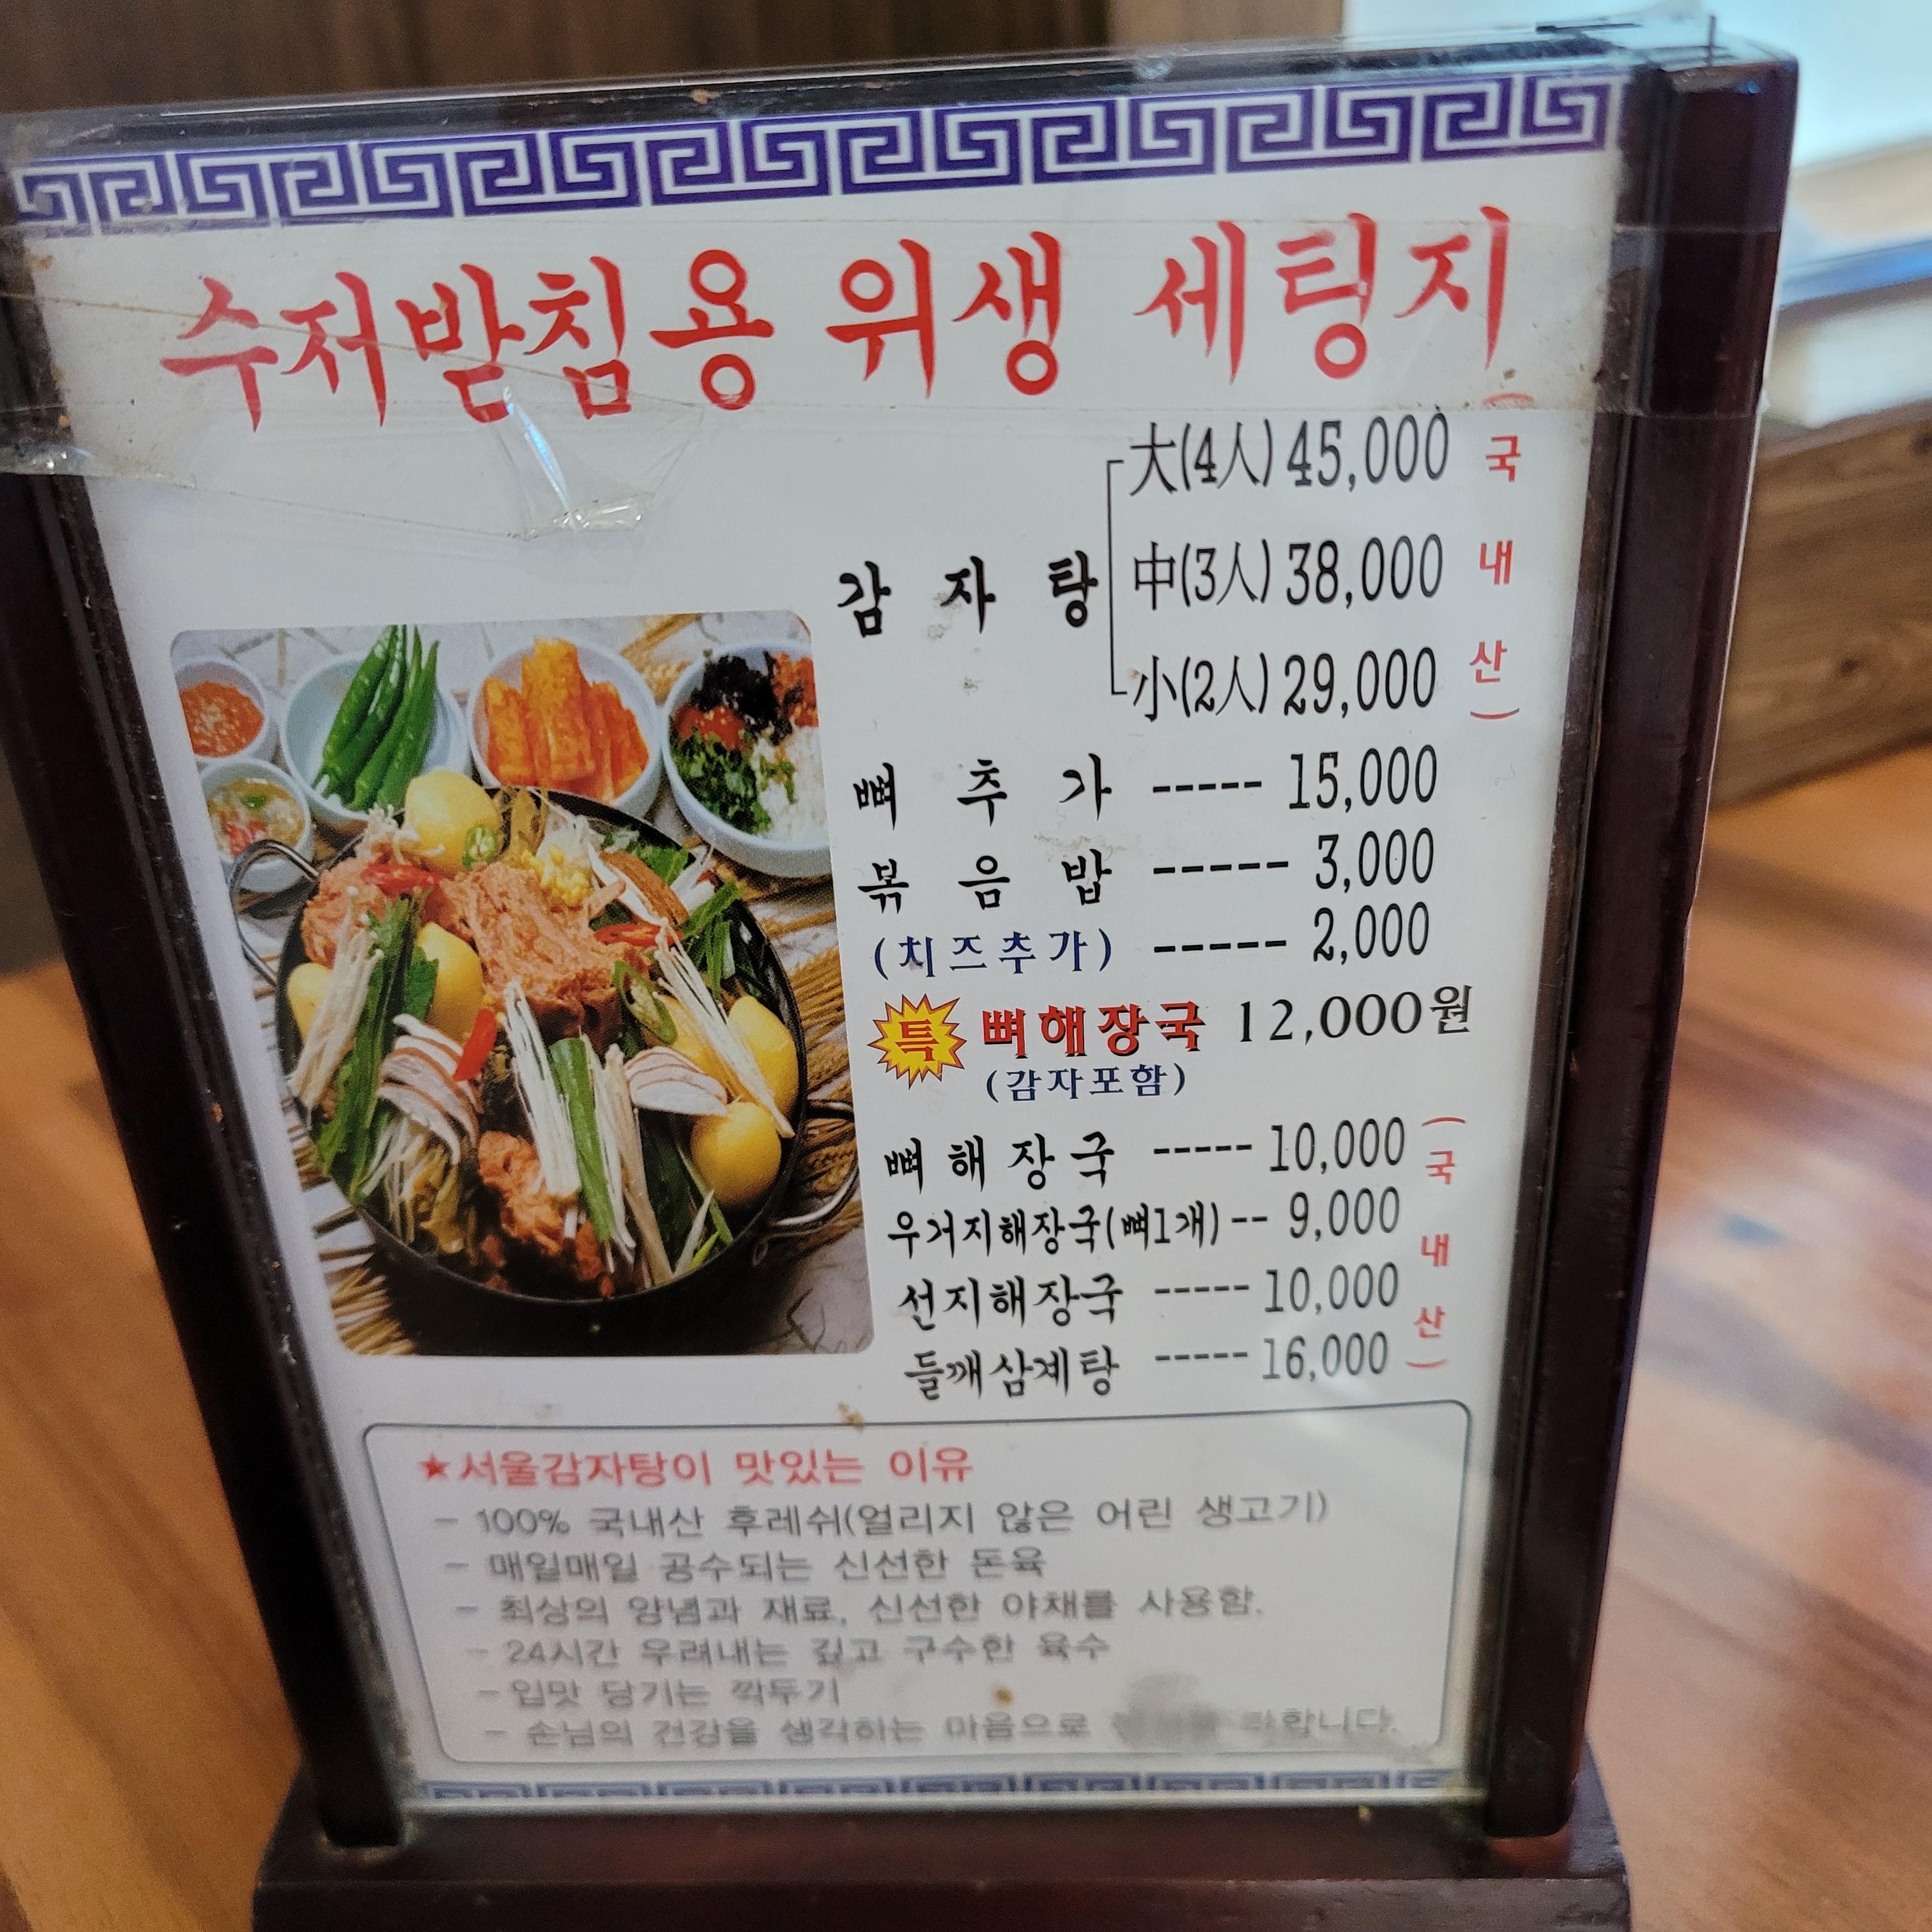 수저받침용 위생 세팅지
감자탕
大(4人) 45,000
中(3人) 38,000
小(2人) 29,000
(국내산)
뼈추가 ----- 15,000
볶음밥 ----- 3,000
(치즈추가) ----- 2,000
특 뼈해장국 12,000원
(감자포함)
뼈해장국 ----- 10,000
우거지해장국(뼈1개) -- 9,000
선지해장국 ----- 10,000
들깨삼계탕 ----- 16,000
(국내산)
★서울감자탕이 맛있는 이유
- 100% 국내산 후레쉬(얼리지 않은 어린 생고기)
- 매일매일 공수되는 신선한 돈육
- 최상의 양념과 재료, 신선한 야채를 사용함.
- 24시간 우려내는 깊고 구수한 육수
- 입맛 당기는 깍두기
- 손님의 건강을 생각하는 마음으로